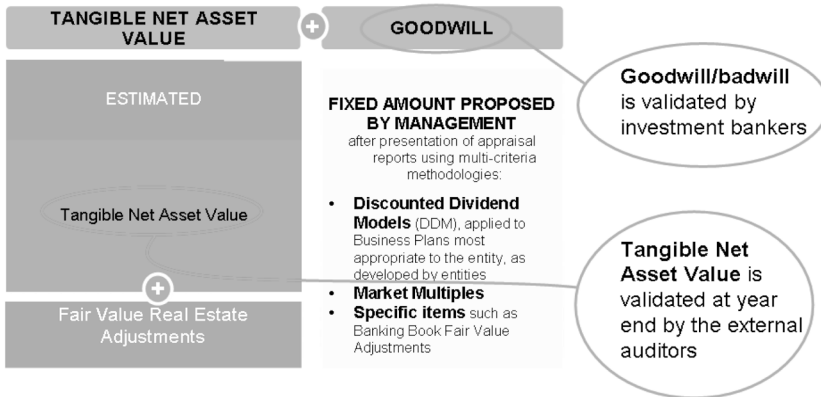 TANGIBLE NET ASSET
VALUE
+
GOODWILL
ESTIMATED
Tangible Net Asset Value
+
Fair Value Real Estate
Adjustments
FIXED AMOUNT PROPOSED
BY MANAGEMENT
after presentation of appraisal
reports using multi-criteria
methodologies:
• Discounted Dividend
Models (DDM), applied to
Business Plans most
appropriate to the entity, as
developed by entities
• Market Multiples
• Specific items such as
Banking Book Fair Value
Adjustments
Goodwill/badwill
is validated by
investment bankers
Tangible Net
Asset Value is
validated at year
end by the external
auditors